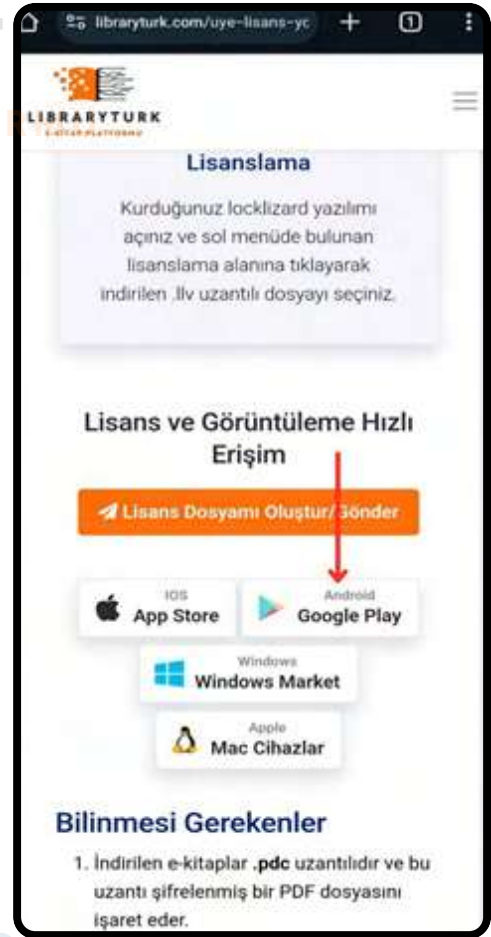 libraryturk.com/uye-lisans-yc
1
LIBRARYTURK
E-KİTAP PLATFORMU
Lisanslama
Kurduğunuz locklizard yazılımı
açınız ve sol menüde bulunan
lisanslama alanına tıklayarak
indirilen .llv uzantılı dosyayı seçiniz.
Lisans ve Görüntüleme Hızlı
Erişim
Lisans Dosyamı Oluştur/Gönder
IOS
App Store
Android
Google Play
Windows
Windows Market
Apple
Mac Cihazlar
Bilinmesi Gerekenler
1. İndirilen e-kitaplar .pdc uzantılıdır ve bu
uzantı şifrelenmiş bir PDF dosyasını
işaret eder.